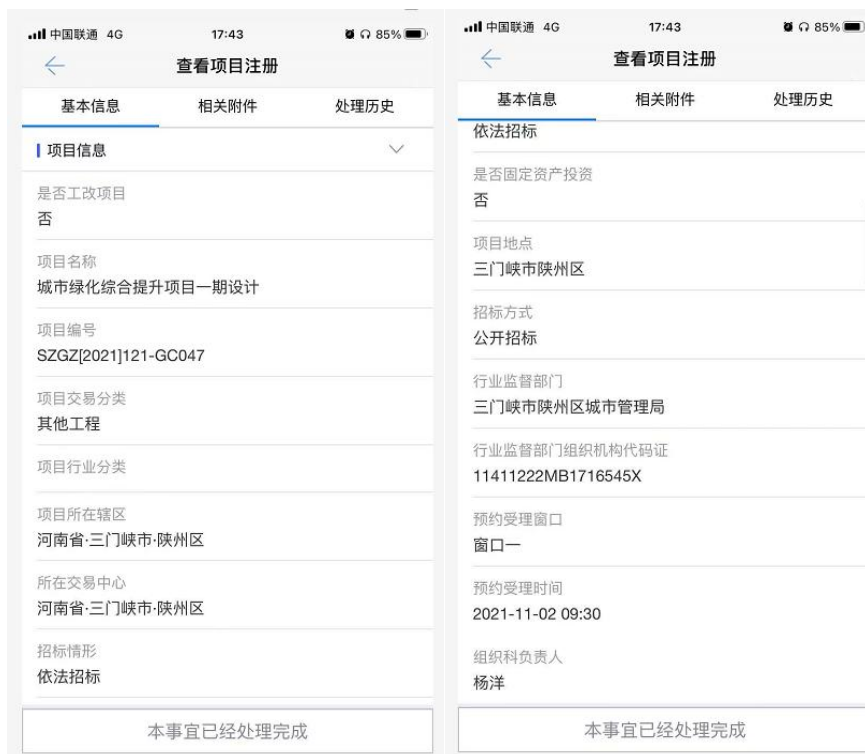 中国联通 4G 17:43 85%
查看项目注册
基本信息 相关附件 处理历史
项目信息
是否工改项目
否
项目名称
城市绿化综合提升项目一期设计
项目编号
SZGZ[2021]121-GC047
项目交易分类
其他工程
项目行业分类
项目所在辖区
河南省·三门峡市·陕州区
所在交易中心
河南省·三门峡市·陕州区
招标情形
依法招标
本事宜已经处理完成
中国联通 4G 17:43 85%
查看项目注册
基本信息 相关附件 处理历史
依法招标
是否固定资产投资
否
项目地点
三门峡市陕州区
招标方式
公开招标
行业监督部门
三门峡市陕州区城市管理局
行业监督部门组织机构代码证
11411222MB1716545X
预约受理窗口
窗口一
预约受理时间
2021-11-02 09:30
组织科负责人
杨洋
本事宜已经处理完成